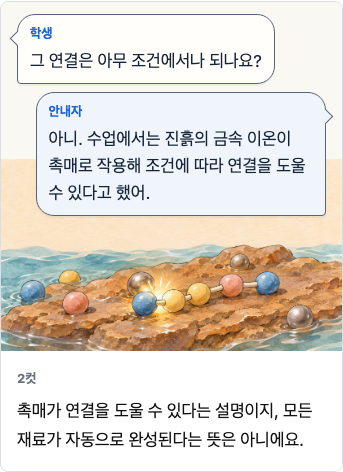 학생
그 연결은 아무 조건에서나 되나요?
안내자
아니. 수업에서는 진흙의 금속 이온이
촉매로 작용해 조건에 따라 연결을 도울
수 있다고 했어.
2컷
촉매가 연결을 도울 수 있다는 설명이지, 모든
재료가 자동으로 완성된다는 뜻은 아니에요.